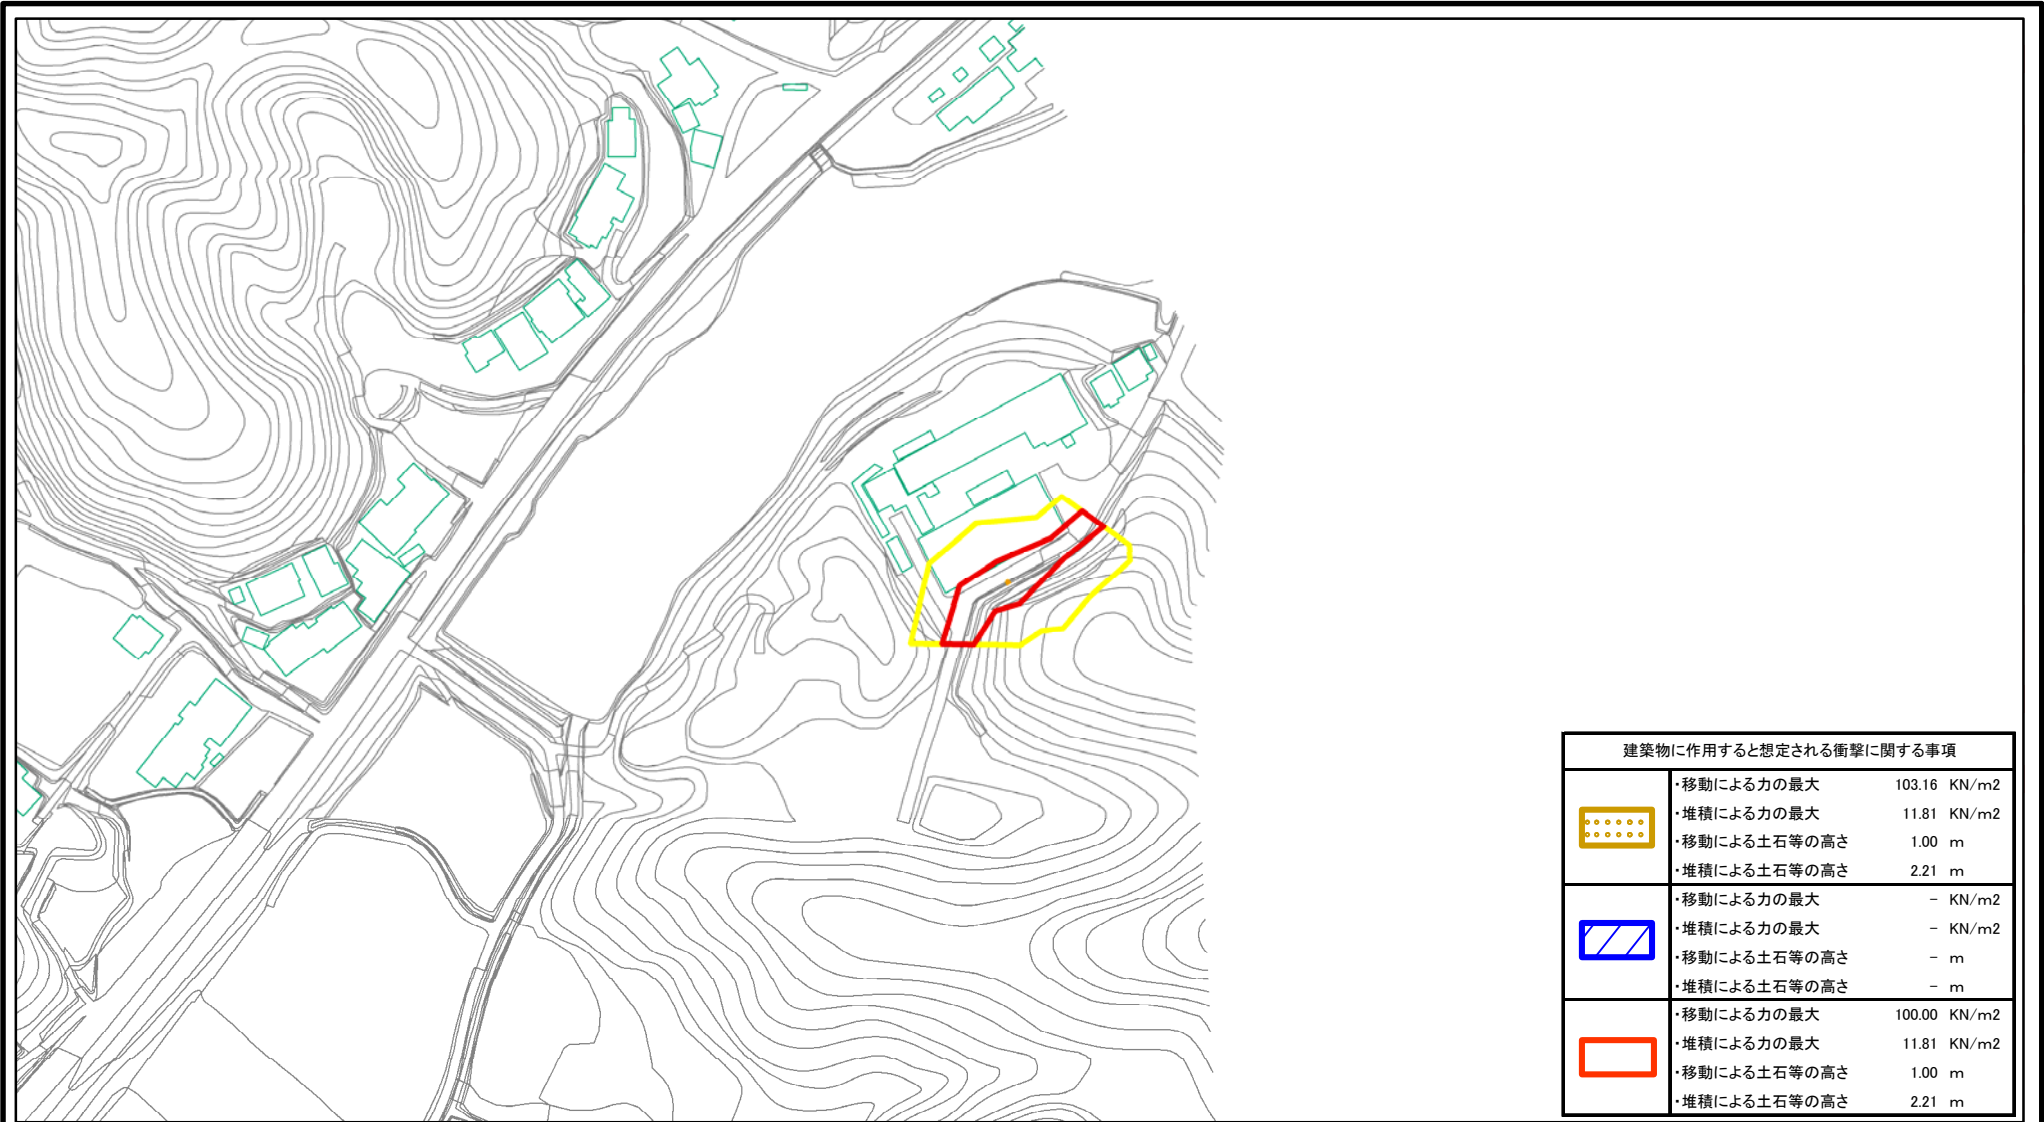 建築物に作用すると想定される衝撃に関する事項
・移動による力の最大 103.16 KN/m2
・堆積による力の最大 11.81 KN/m2
・移動による土石等の高さ 1.00 m
・堆積による土石等の高さ 2.21 m
・移動による力の最大 - KN/m2
・堆積による力の最大 - KN/m2
・移動による土石等の高さ - m
・堆積による土石等の高さ - m
・移動による力の最大 100.00 KN/m2
・堆積による力の最大 11.81 KN/m2
・移動による土石等の高さ 1.00 m
・堆積による土石等の高さ 2.21 m